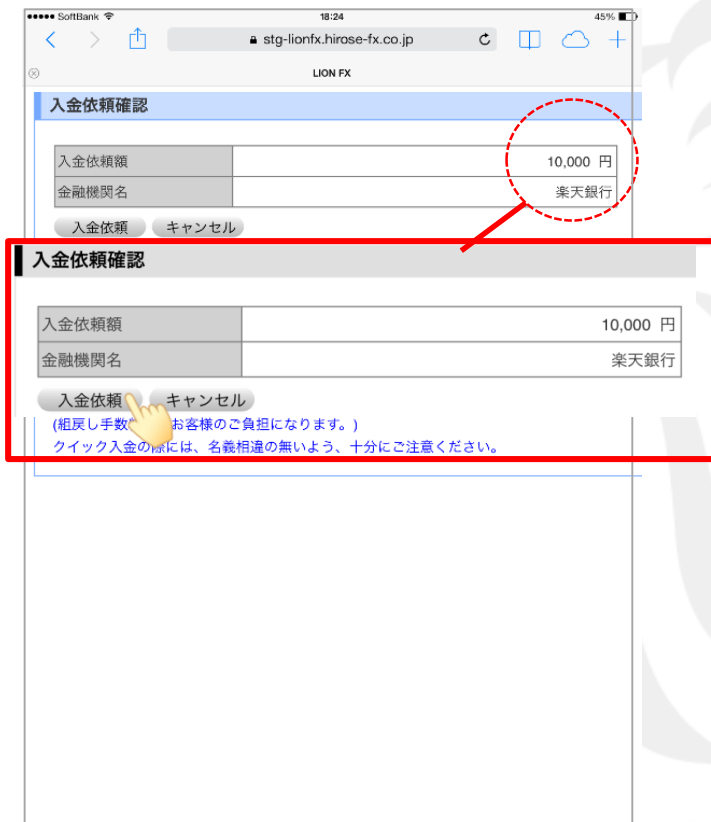 SoftBank 18:24 45%
stg-lionfx.hirose-fx.co.jp
LION FX
入金依頼確認
入金依頼額 10,000 円
金融機関名 楽天銀行
入金依頼 キャンセル
入金依頼確認
入金依頼額 10,000 円
金融機関名 楽天銀行
入金依頼 キャンセル
(組戻し手数 お客様のご負担になります。)
クイック入金の際には、名義相違の無いよう、十分にご注意ください。